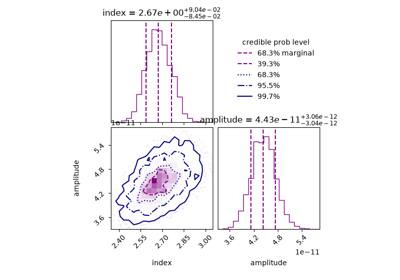 index = 2.67e+00+9.04e−02−8.45e−02
credible prob level
68.3% marginal
39.3%
68.3%
95.5%
99.7%
1e−11
amplitude = 4.43e−11+3.06e−12−3.04e−12
amplitude
5.4
4.8
4.2
3.6
2.40
2.55
2.70
2.85
3.00
index
3.6
4.2
4.8
5.4
1e−11
amplitude